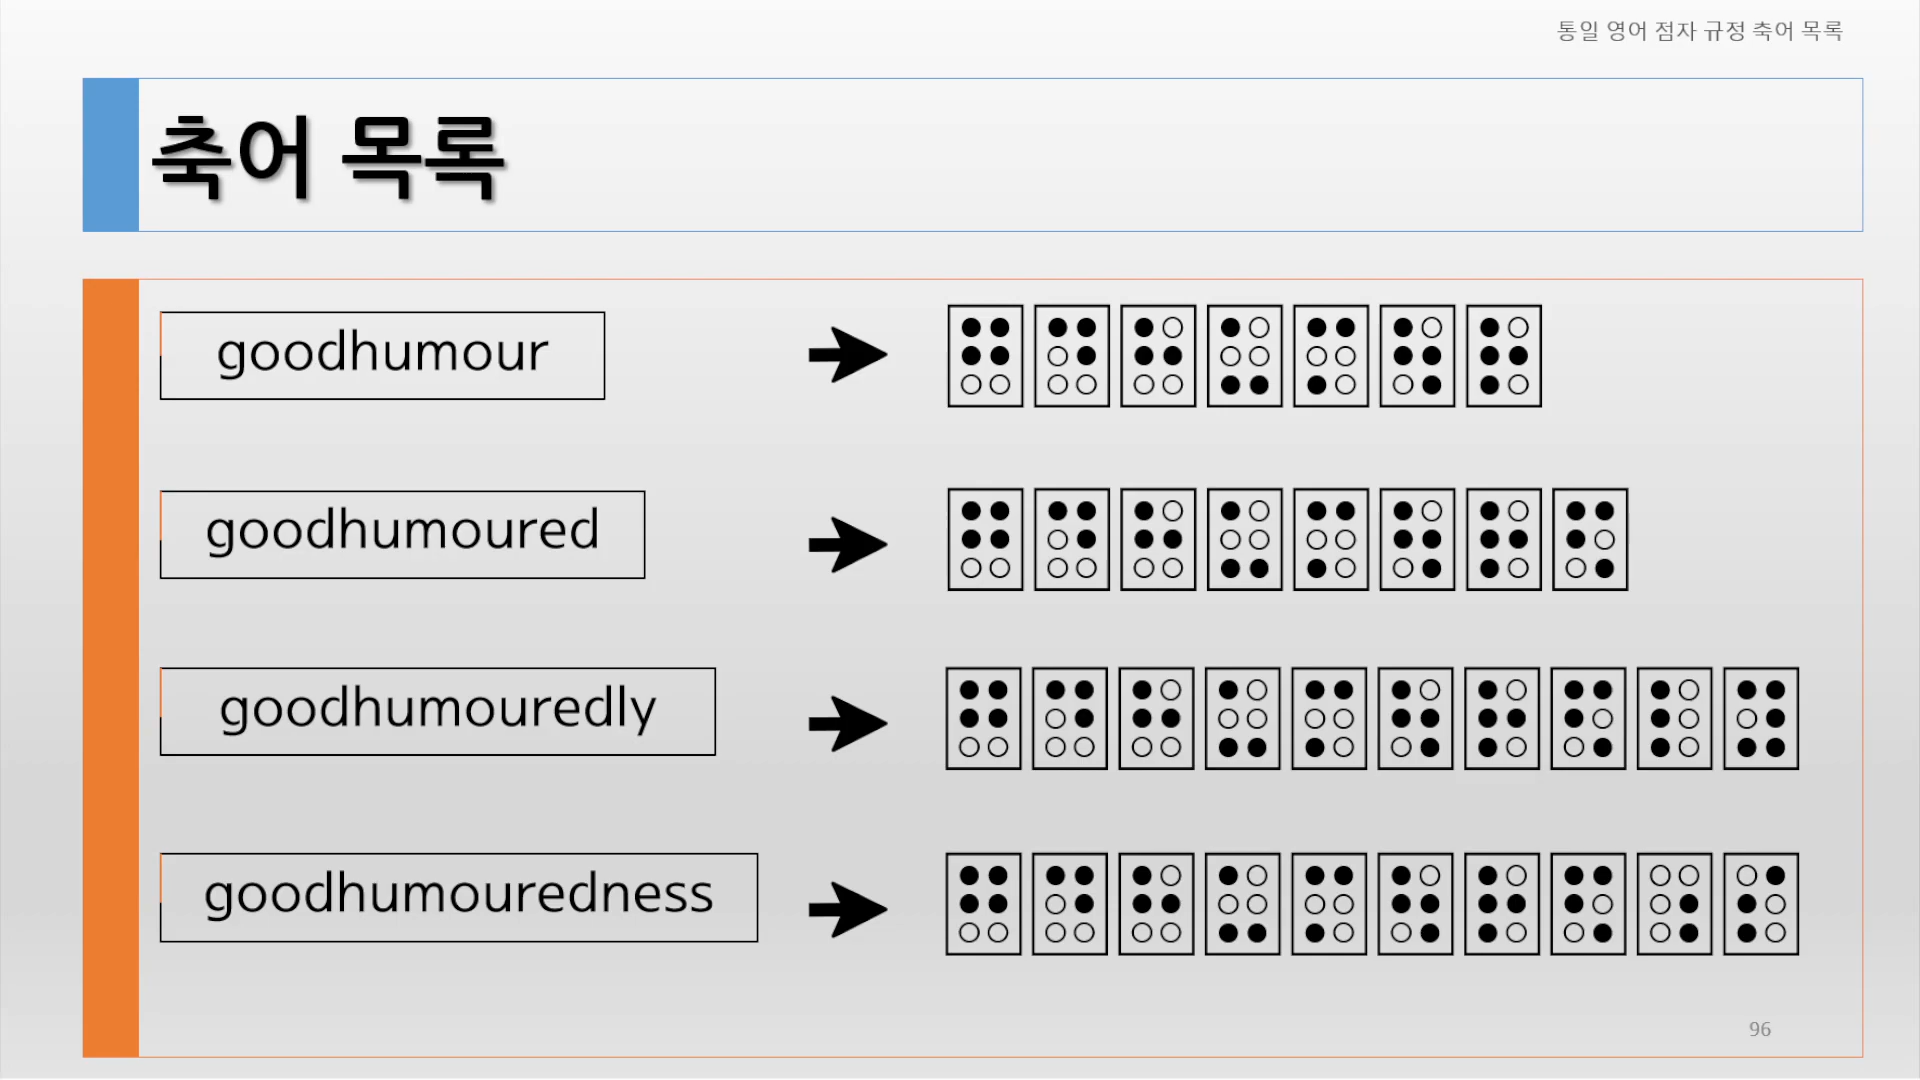 통일 영어 점자 규정 축어 목록
축어 목록
goodhumour ➔ ⠛⠙⠓⠥⠍⠳⠗
goodhumoured ➔ ⠛⠙⠓⠥⠍⠳⠗⠫
goodhumouredly ➔ ⠛⠙⠓⠥⠍⠳⠗⠫⠇⠽
goodhumouredness ➔ ⠛⠙⠓⠥⠍⠳⠗⠫⠰⠎
96